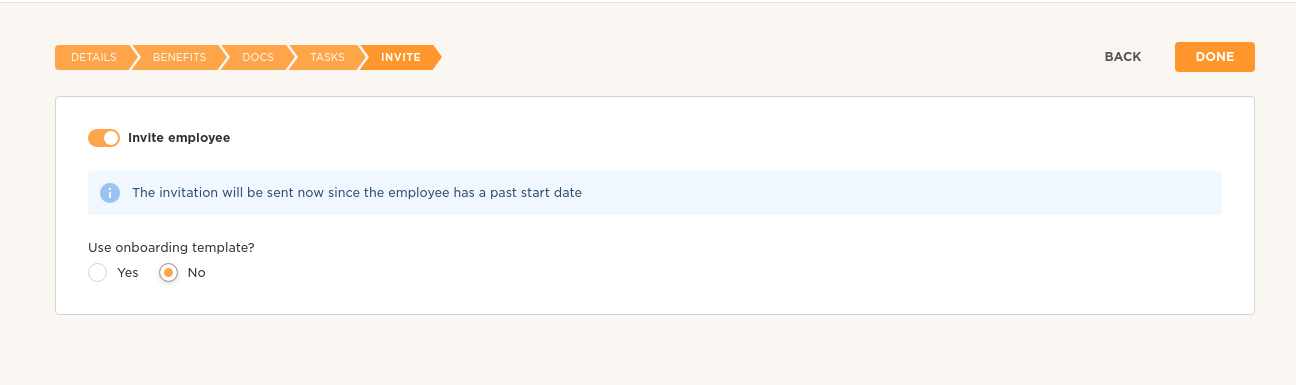 DETAILS BENEFITS DOCS TASKS INVITE BACK DONE
Invite employee
The invitation will be sent now since the employee has a past start date
Use onboarding template?
Yes No